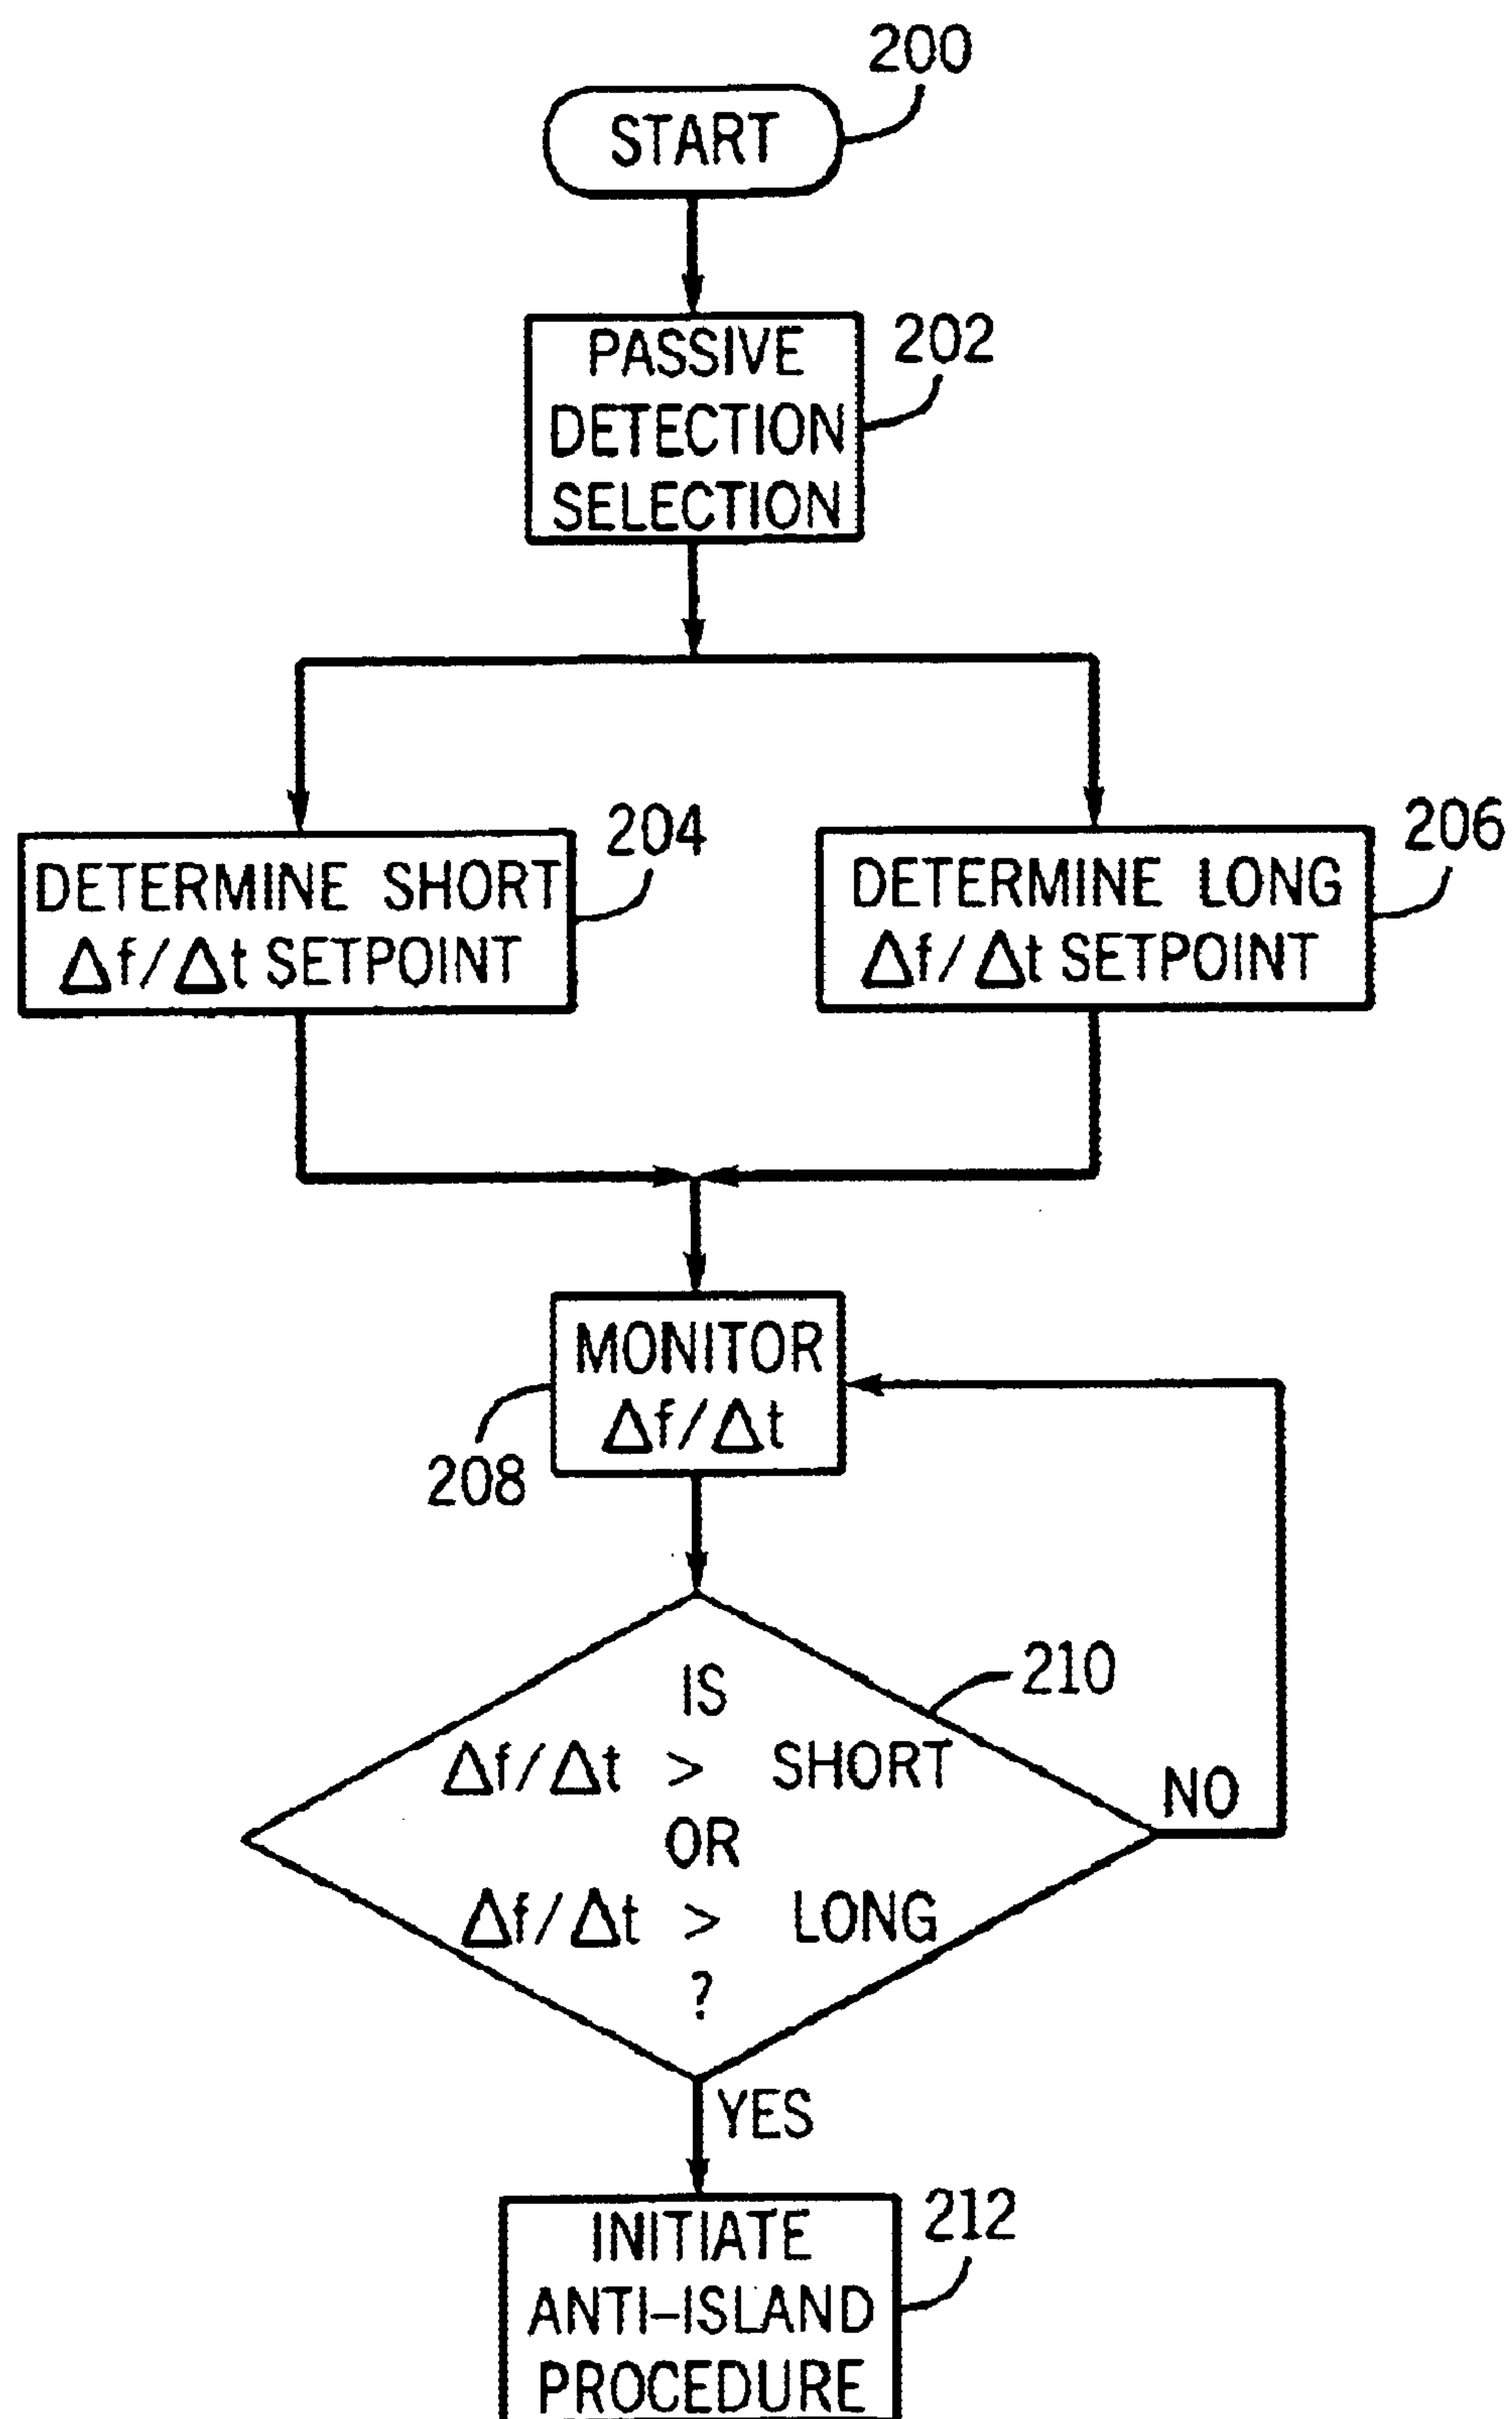 200
START
202
PASSIVE
DETECTION
SELECTION
204
DETERMINE SHORT
Δf/Δt SETPOINT
206
DETERMINE LONG
Δf/Δt SETPOINT
MONITOR
Δf/Δt
208
210
IS
Δf/Δt > SHORT
OR
Δf/Δt > LONG
?
NO
YES
212
INITIATE
ANTI-ISLAND
PROCEDURE